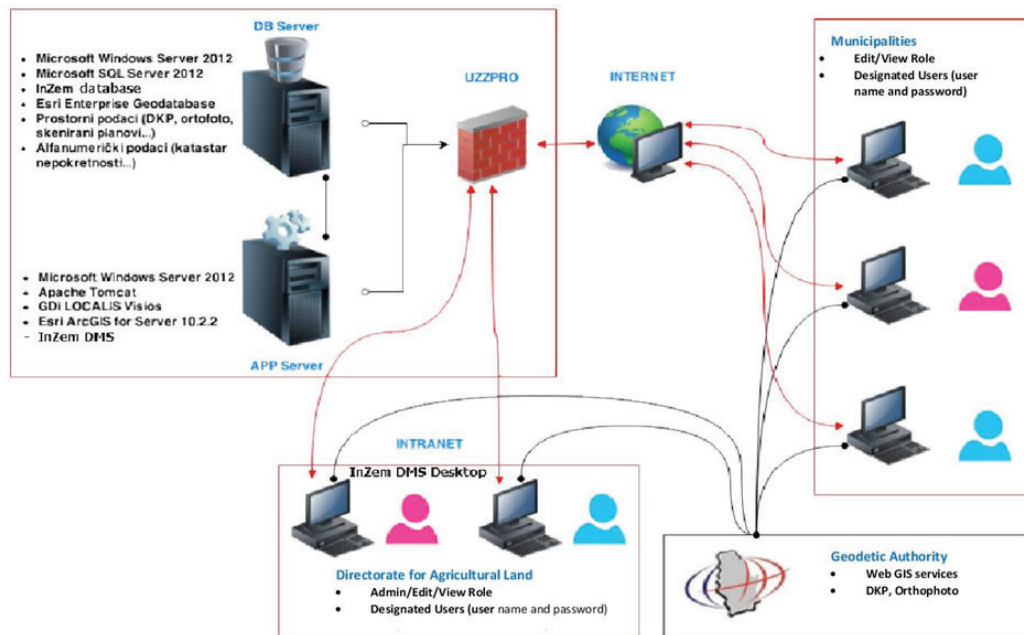 DB Server
• Microsoft Windows Server 2012
• Microsoft SQL Server 2012
• InZem database
• Esri Enterprise Geodatabase
• Prostorni podaci (DKP, ortofoto,
skenirani planovi...)
• Alfanumerički podaci (katastar
nepokretnosti...)
UZZPRO
INTERNET
Municipalities
• Edit/View Role
• Designated Users (user
name and password)
• Microsoft Windows Server 2012
• Apache Tomcat
• GDi LOCALiS Visios
• Esri ArcGIS for Server 10.2.2
- InZem DMS
APP Server
INTRANET
InZem DMS Desktop
Directorate for Agricultural Land
• Admin/Edit/View Role
• Designated Users (user name and password)
Geodetic Authority
• Web GIS services
• DKP, Orthophoto